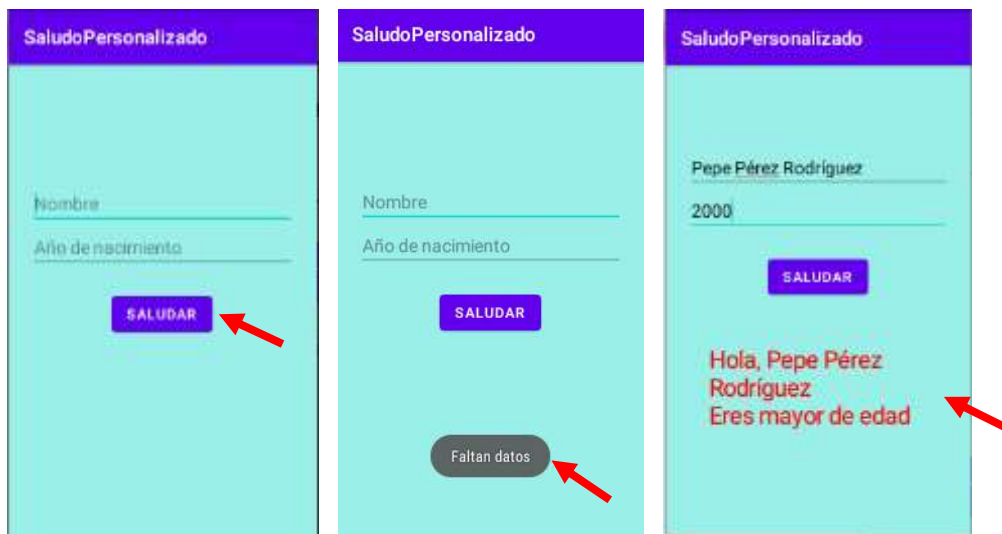 SaludoPersonalizado
Nombre
Año de nacimiento
SALUDAR
SaludoPersonalizado
Nombre
Año de nacimiento
SALUDAR
Faltan datos
SaludoPersonalizado
Pepe Pérez Rodríguez
2000
SALUDAR
Hola, Pepe Pérez
Rodríguez
Eres mayor de edad